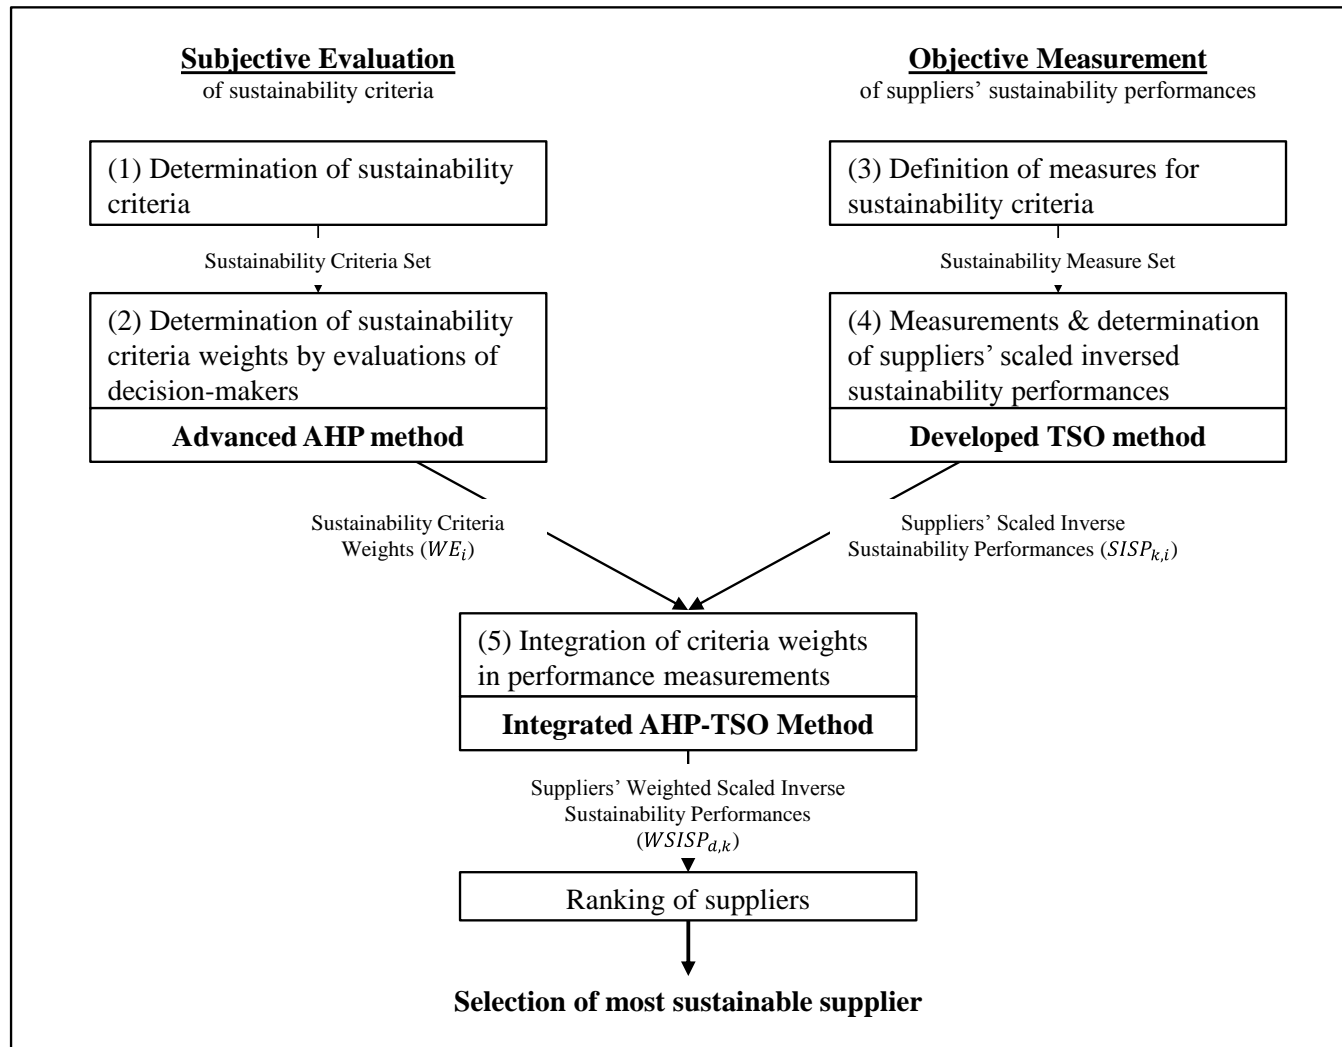 Subjective Evaluation
of sustainability criteria
(1) Determination of sustainability
criteria
Sustainability Criteria Set
(2) Determination of sustainability
criteria weights by evaluations of
decision-makers
Advanced AHP method
Objective Measurement
of suppliers’ sustainability performances
(3) Definition of measures for
sustainability criteria
Sustainability Measure Set
(4) Measurements & determination
of suppliers’ scaled inversed
sustainability performances
Developed TSO method
Sustainability Criteria
Weights (WE_i)
Suppliers’ Scaled Inverse
Sustainability Performances (SISP_{k,i})
(5) Integration of criteria weights
in performance measurements
Integrated AHP-TSO Method
Suppliers’ Weighted Scaled Inverse
Sustainability Performances
(WSISP_{d,k})
Ranking of suppliers
Selection of most sustainable supplier